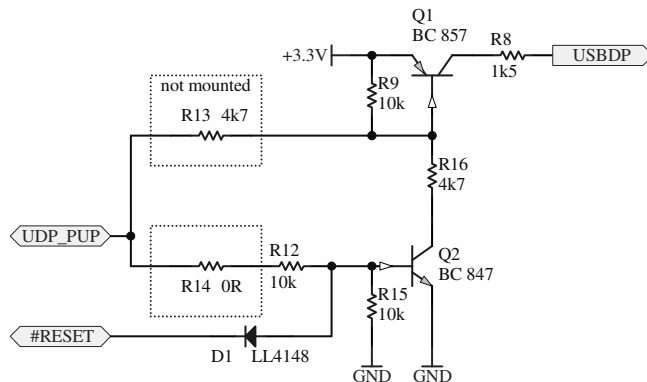 Q1
BC 857
R8
1k5
USBDP
+3.3V
R9
10k
not mounted
R13 4k7
R16
4k7
UDP_PUP
R14 0R
R12
10k
Q2
BC 847
R15
10k
#RESET
D1 LL4148
GND
GND